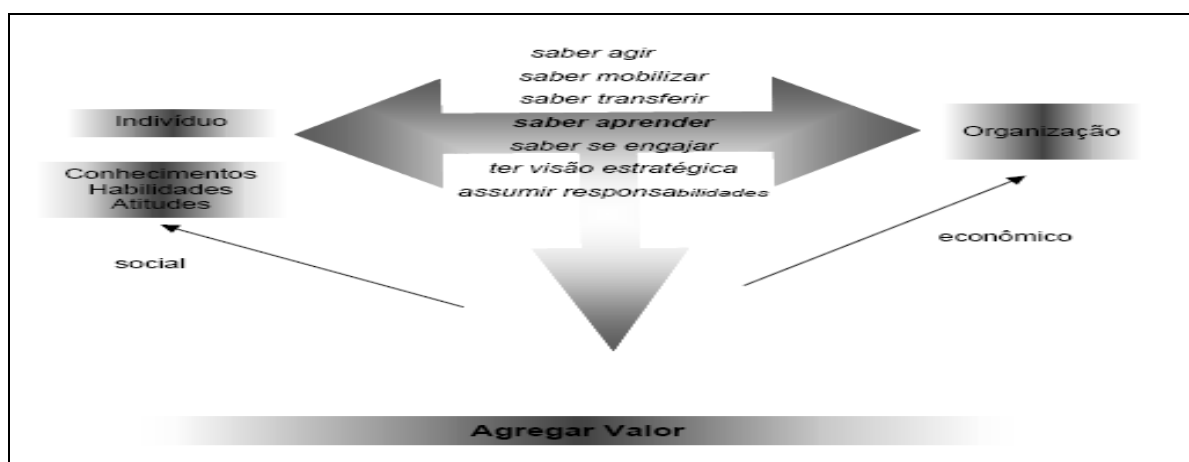 saber agir
saber mobilizar
saber transferir
saber aprender
saber se engajar
ter visão estratégica
assumir responsabilidades
Indivíduo
Conhecimentos
Habilidades
Atitudes
social
Organização
econômico
Agregar Valor